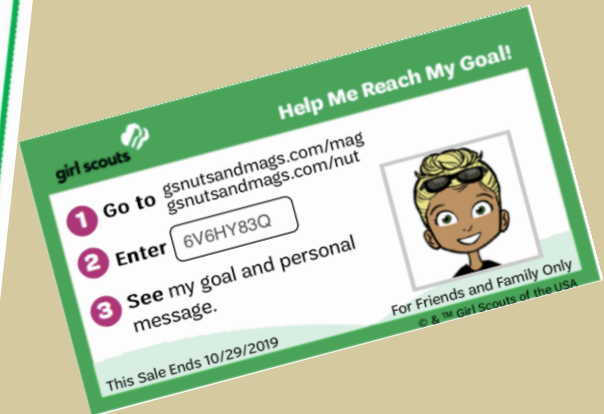 Help Me Reach My Goal!
girl scouts
1 Go to gsnutsandmags.com/mag
gsnutsandmags.com/nut
2 Enter 6V6HY83Q
3 See my goal and personal
message.
For Friends and Family Only
© & ™ Girl Scouts of the USA
This Sale Ends 10/29/2019